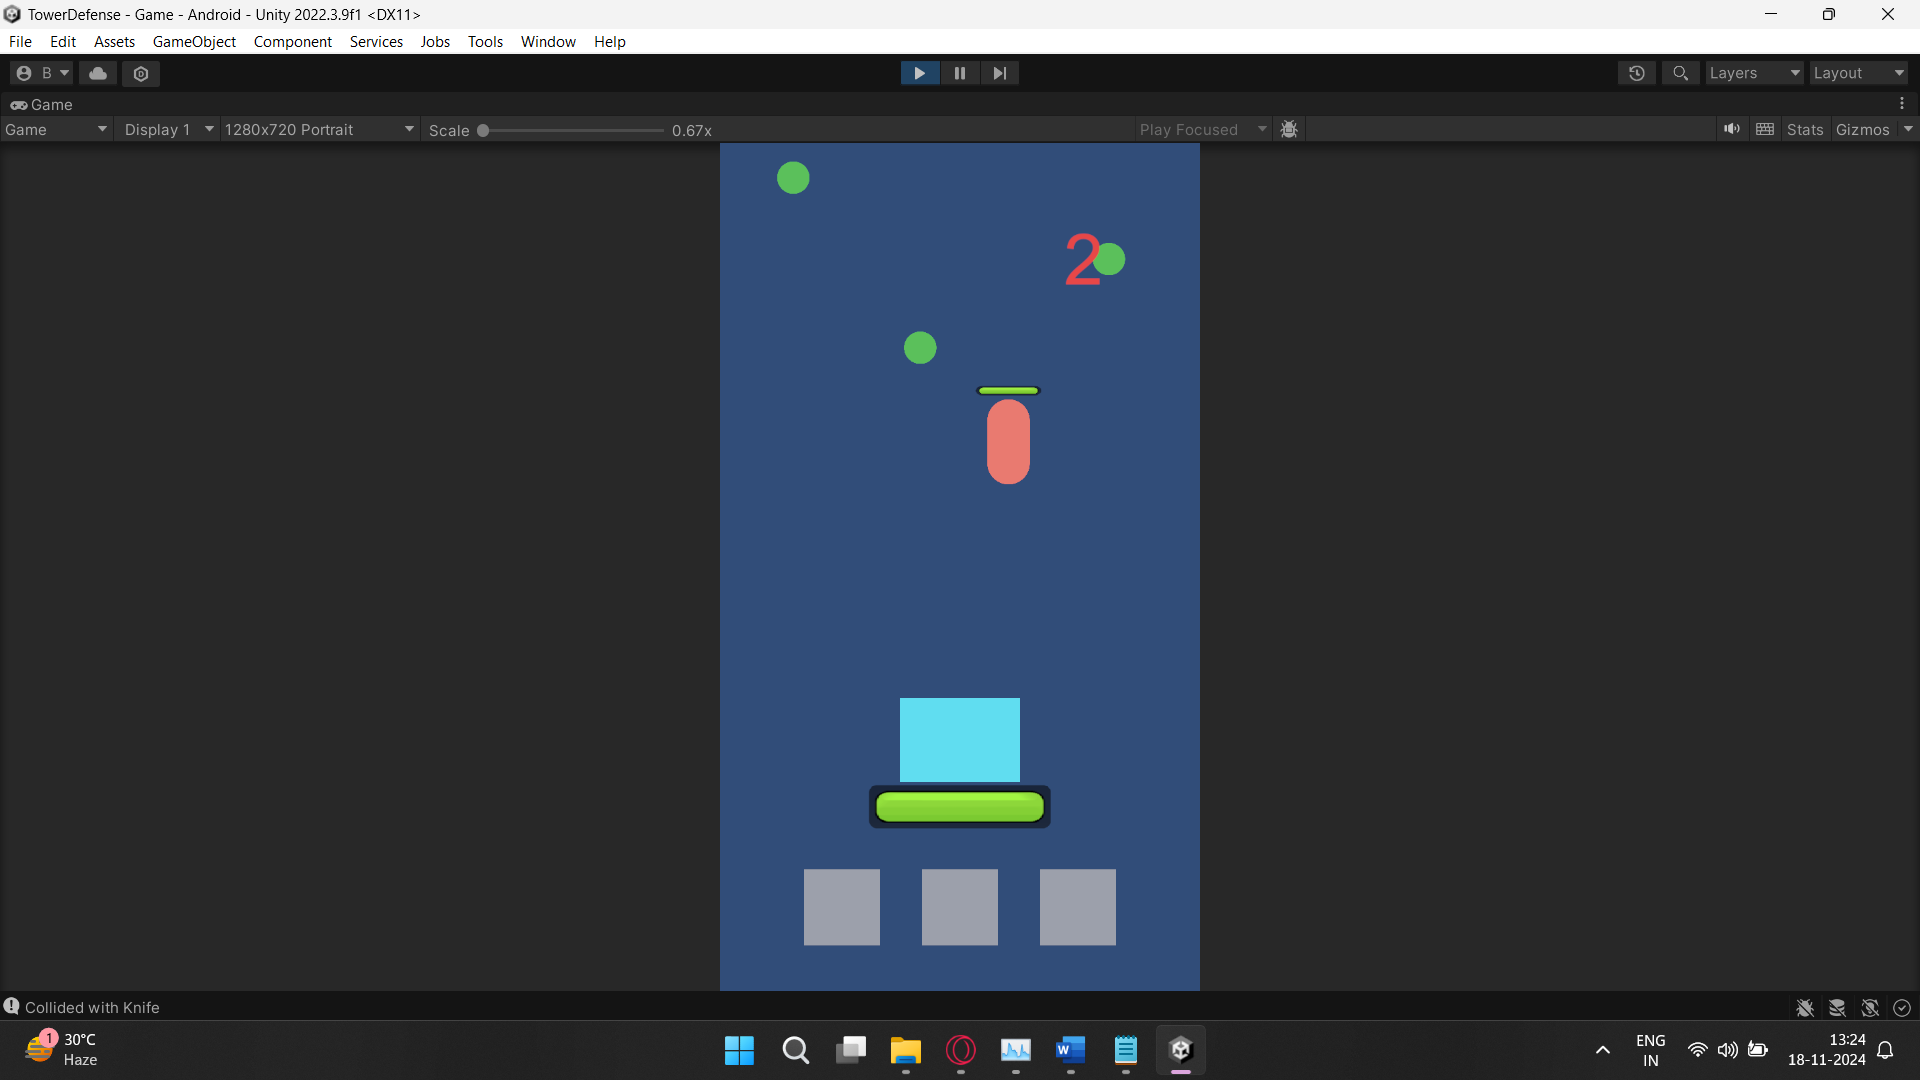 TowerDefense - Game - Android - Unity 2022.3.9f1 <DX11>
File Edit Assets GameObject Component Services Jobs Tools Window Help
B Layers Layout
Game
Game Display 1 1280x720 Portrait Scale 0.67x Play Focused Stats Gizmos
2
Collided with Knife
1 30°C ENG 13:24
Haze W IN 18-11-2024